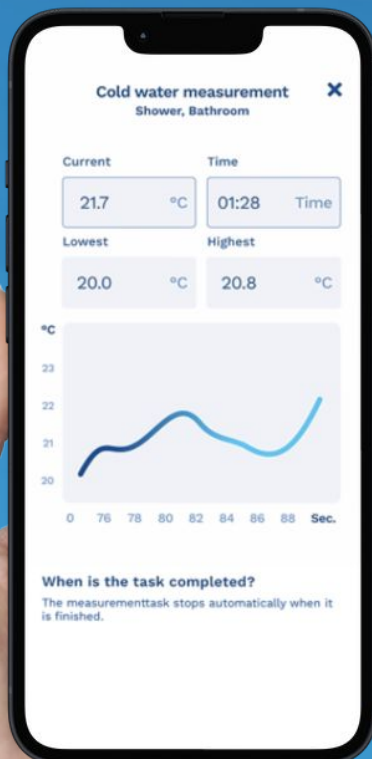 Cold water measurement
Shower, Bathroom
Current Time
21.7 °C 01:28 Time
Lowest Highest
20.0 °C 20.8 °C
°C
23
22
21
20
0 76 78 80 82 84 86 88 Sec.
When is the task completed?
The measurementtask stops automatically when it
is finished.